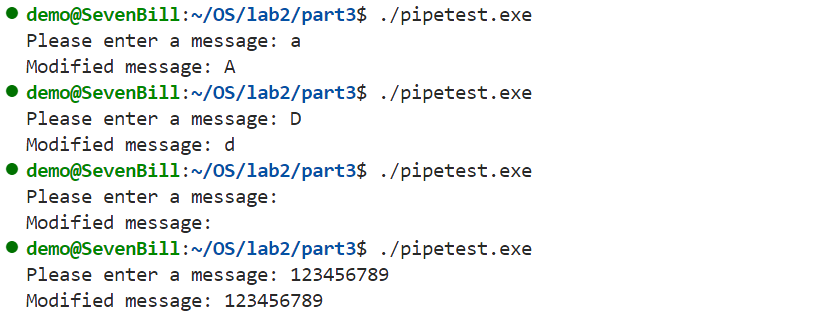 demo@SevenBill:~/OS/lab2/part3$ ./pipetest.exe
Please enter a message: a
Modified message: A
demo@SevenBill:~/OS/lab2/part3$ ./pipetest.exe
Please enter a message: D
Modified message: d
demo@SevenBill:~/OS/lab2/part3$ ./pipetest.exe
Please enter a message:
Modified message:
demo@SevenBill:~/OS/lab2/part3$ ./pipetest.exe
Please enter a message: 123456789
Modified message: 123456789